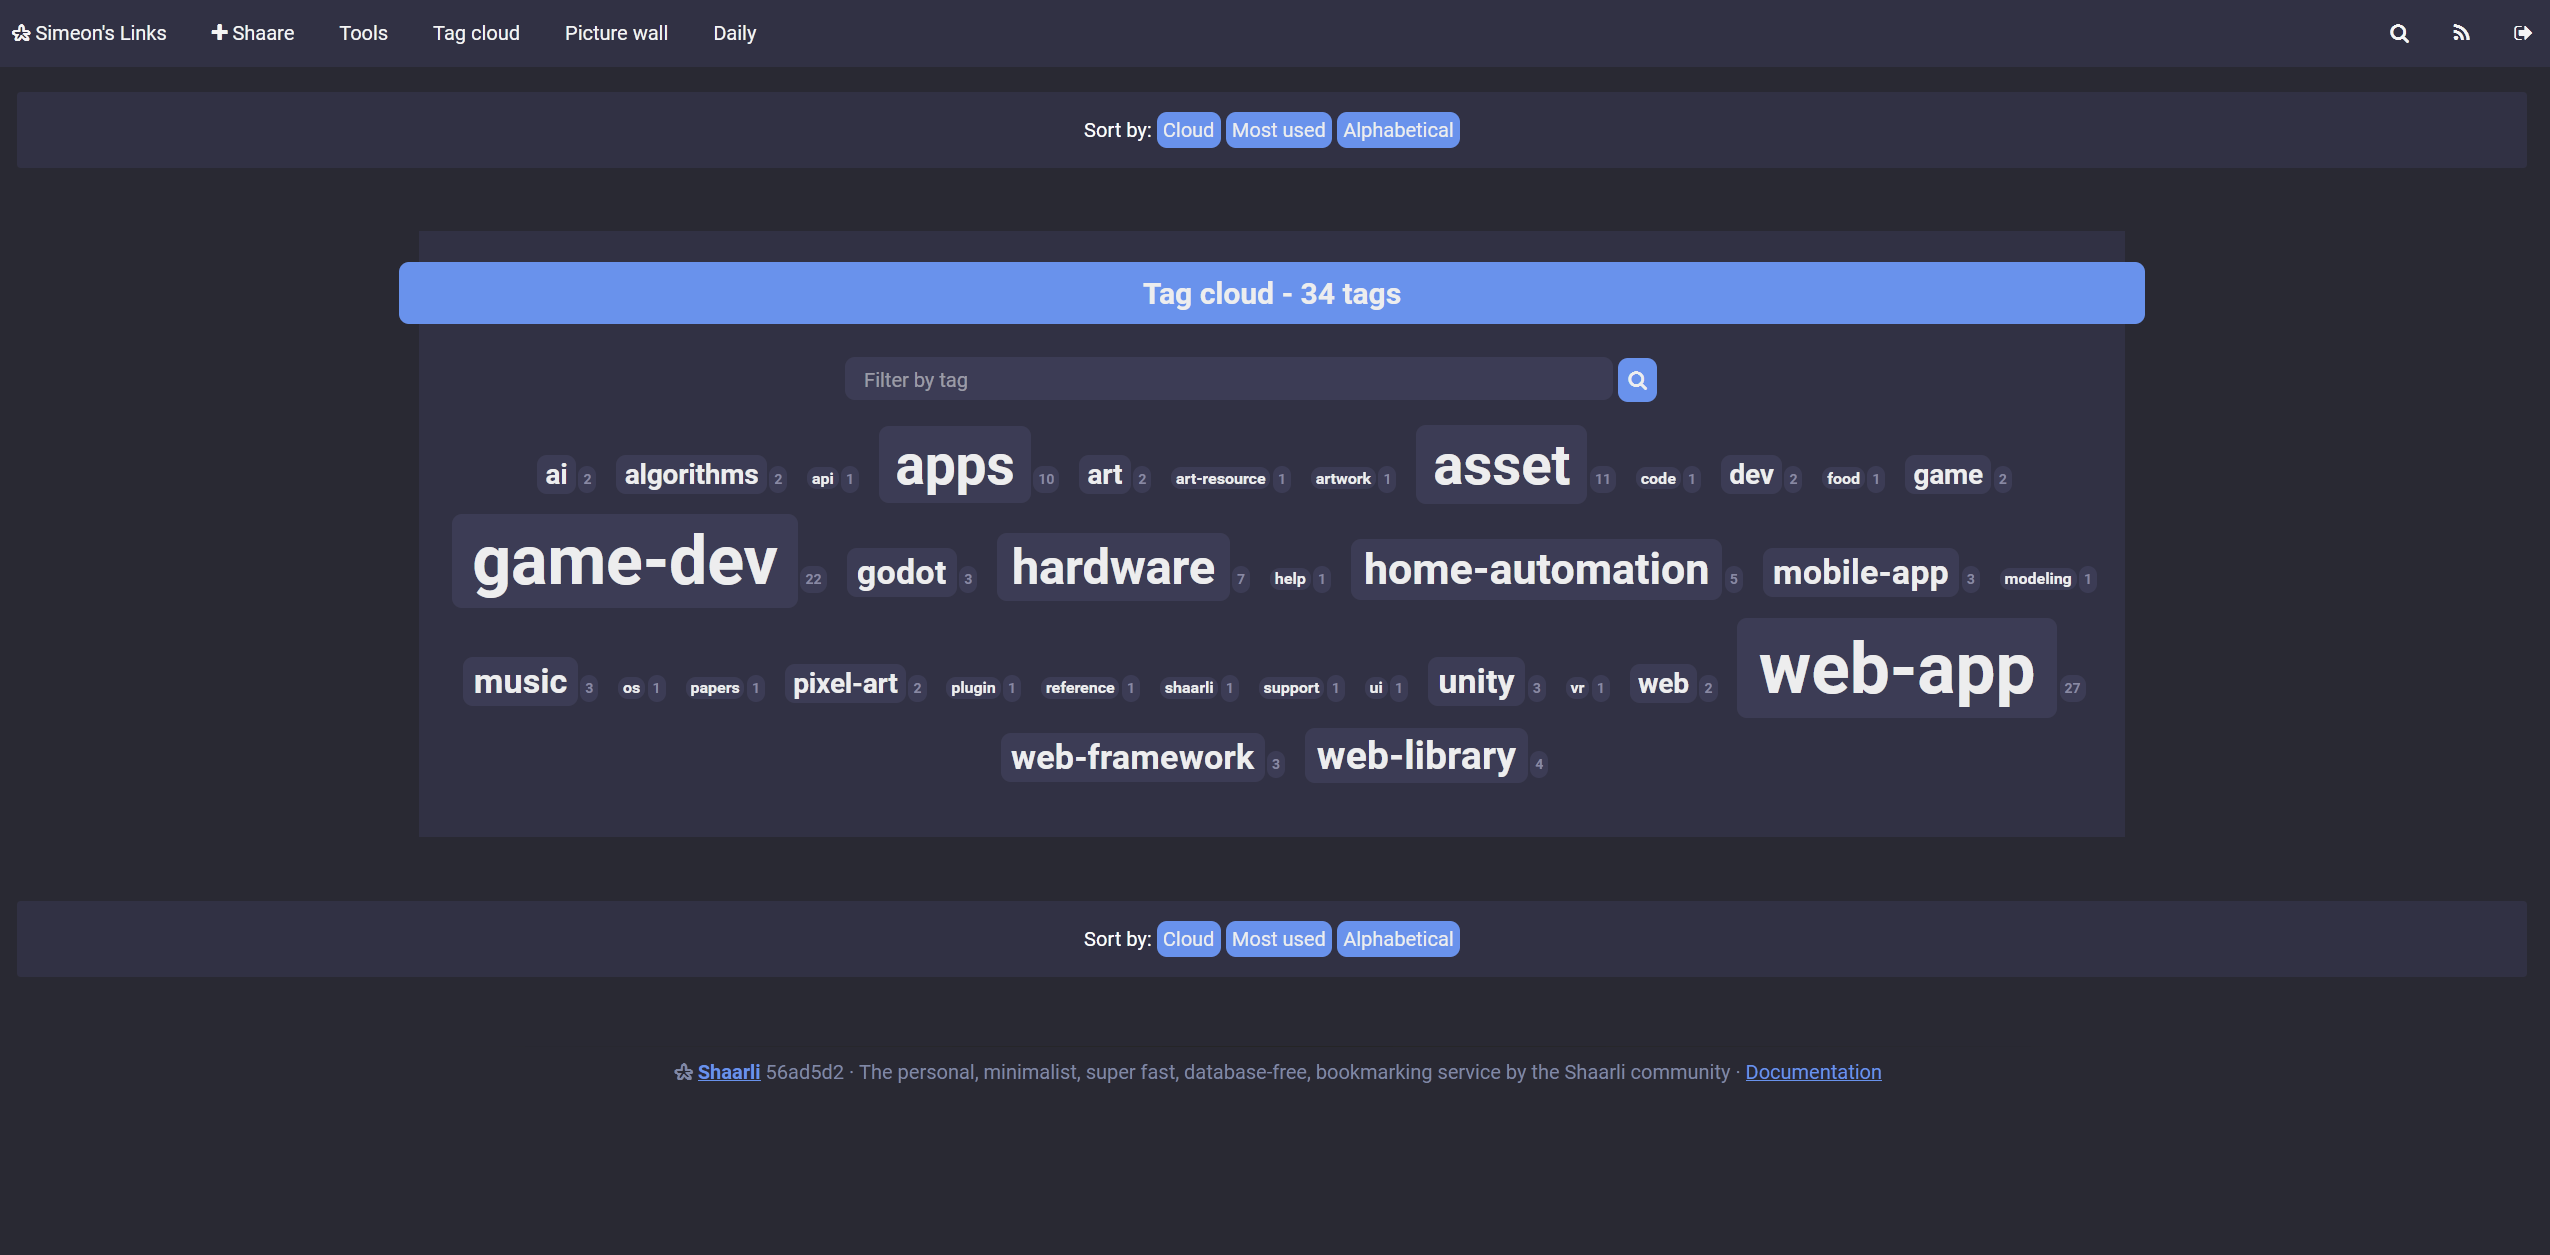 Simeon's Links Shaare Tools Tag cloud Picture wall Daily
Sort by: Cloud Most used Alphabetical
Tag cloud - 34 tags
Filter by tag
ai 2 algorithms 2 api 1 apps 10 art 2 art-resource 1 artwork 1 asset 11 code 1 dev 2 food 1 game 2
game-dev 22 godot 3 hardware 7 help 1 home-automation 5 mobile-app 3 modeling 1
music 3 os 1 papers 1 pixel-art 2 plugin 1 reference 1 shaarli 1 support 1 ui 1 unity 3 vr 1 web 2 web-app 27
web-framework 3 web-library 4
Sort by: Cloud Most used Alphabetical
Shaarli 56ad5d2 · The personal, minimalist, super fast, database-free, bookmarking service by the Shaarli community · Documentation